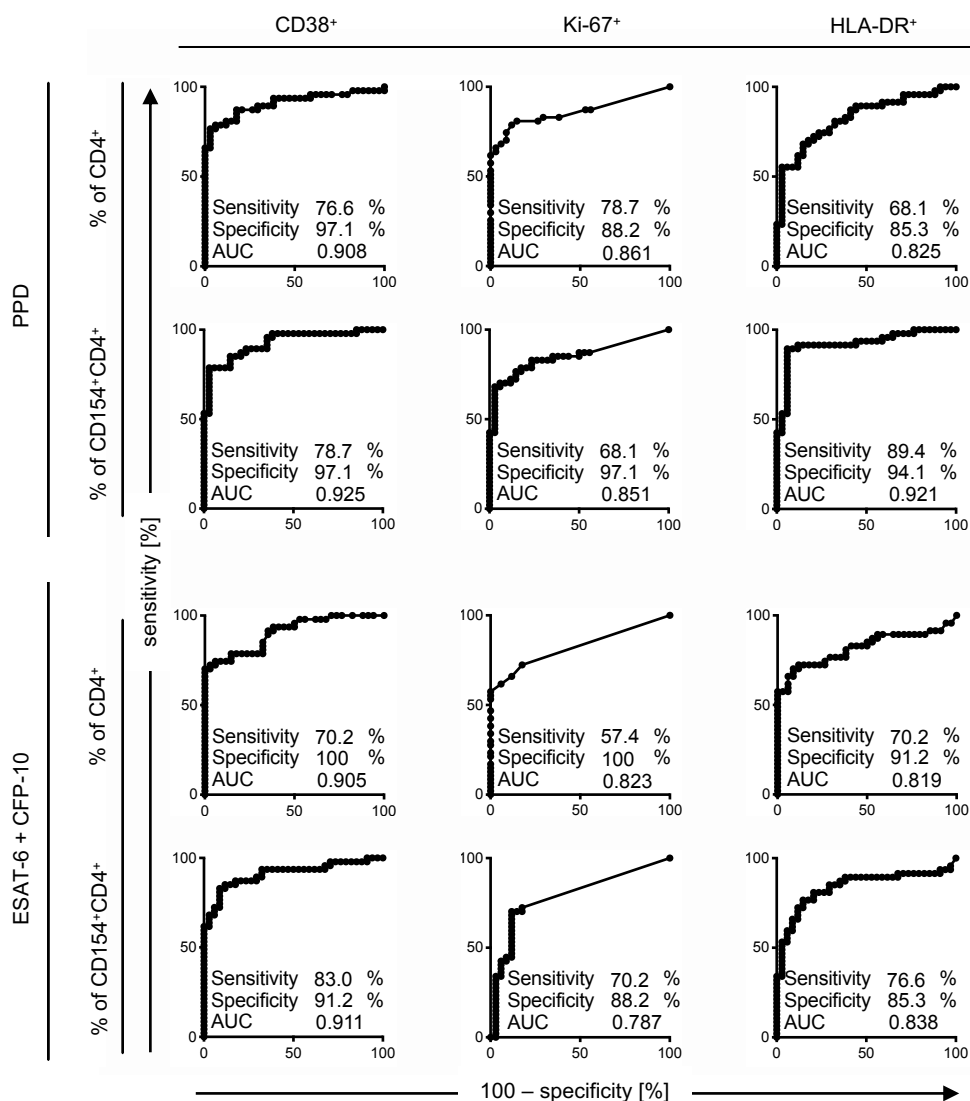 CD38⁺ Ki-67⁺ HLA-DR⁺
PPD
ESAT-6 + CFP-10
% of CD4⁺
% of CD154⁺CD4⁺
% of CD4⁺
% of CD154⁺CD4⁺
sensitivity [%]
100 100 100
50 50 50
Sensitivity 76.6 % Sensitivity 78.7 % Sensitivity 68.1 %
Specificity 97.1 % Specificity 88.2 % Specificity 85.3 %
AUC 0.908 AUC 0.861 AUC 0.825
0 0 0
0 50 100 0 50 100 0 50 100
100 100 100
50 50 50
Sensitivity 78.7 % Sensitivity 68.1 % Sensitivity 89.4 %
Specificity 97.1 % Specificity 97.1 % Specificity 94.1 %
AUC 0.925 AUC 0.851 AUC 0.921
0 0 0
0 50 100 0 50 100 0 50 100
100 100 100
50 50 50
Sensitivity 70.2 % Sensitivity 57.4 % Sensitivity 70.2 %
Specificity 100 % Specificity 100 % Specificity 91.2 %
AUC 0.905 AUC 0.823 AUC 0.819
0 0 0
0 50 100 0 50 100 0 50 100
100 100 100
50 50 50
Sensitivity 83.0 % Sensitivity 70.2 % Sensitivity 76.6 %
Specificity 91.2 % Specificity 88.2 % Specificity 85.3 %
AUC 0.911 AUC 0.787 AUC 0.838
0 0 0
0 50 100 0 50 100 0 50 100
100 – specificity [%]